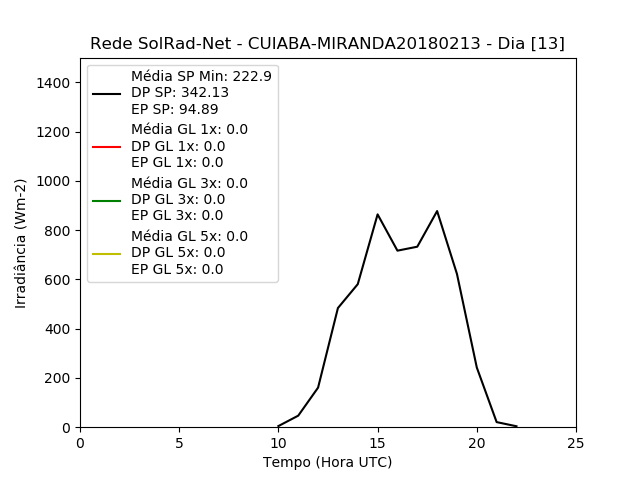 Rede SolRad-Net - CUIABA-MIRANDA20180213 - Dia [13]
Média SP Min: 222.9
DP SP: 342.13
EP SP: 94.89
Média GL 1x: 0.0
DP GL 1x: 0.0
EP GL 1x: 0.0
Média GL 3x: 0.0
DP GL 3x: 0.0
EP GL 3x: 0.0
Média GL 5x: 0.0
DP GL 5x: 0.0
EP GL 5x: 0.0
Irradiância (Wm-2)
1400
1200
1000
800
600
400
200
0
0 5 10 15 20 25
Tempo (Hora UTC)